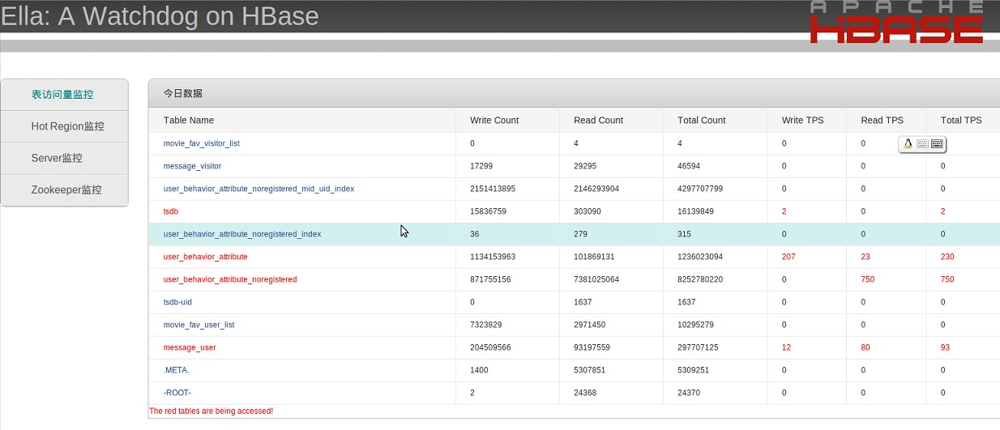 Ella: A Watchdog on HBase
APACHE
HBASE
表访问量监控
Hot Region监控
Server监控
Zookeeper监控
今日数据
Table Name Write Count Read Count Total Count Write TPS Read TPS Total TPS
movie_fav_visitor_list 0 4 4 0 0
message_visitor 17299 29295 46594 0 0 0
user_behavior_attribute_noregistered_mid_uid_index 2151413895 2146293904 4297707799 0 0 0
tsdb 15836759 303090 16139849 2 0 2
user_behavior_attribute_noregistered_index 36 279 315 0 0 0
user_behavior_attribute 1134153963 101869131 1236023094 207 23 230
user_behavior_attribute_noregistered 871755156 7381025064 8252780220 0 750 750
tsdb-uid 0 1637 1637 0 0 0
movie_fav_user_list 7323829 2971450 10295279 0 0 0
message_user 204509566 93197559 297707125 12 80 93
.META. 1400 5307851 5309251 0 0 0
-ROOT- 2 24368 24370 0 0 0
The red tables are being accessed!